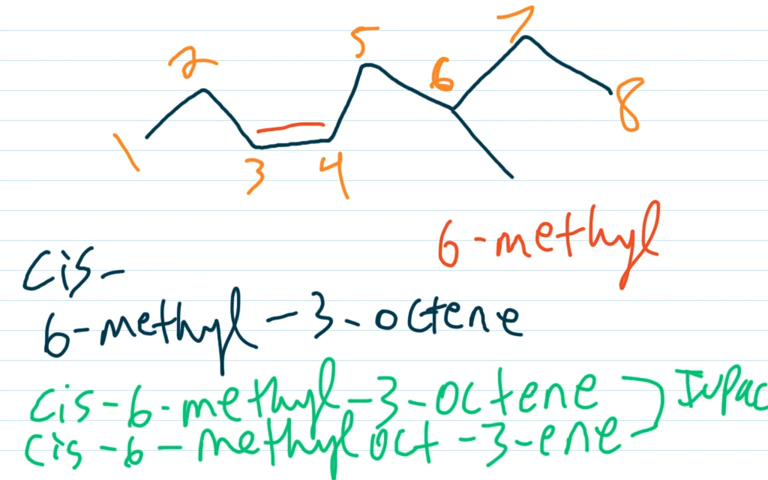 1 2 3 4 5 6 7 8
6-methyl
cis-
6-methyl-3-octene
cis-6-methyl-3-octene
cis-6-methyloct-3-ene
IUPAC